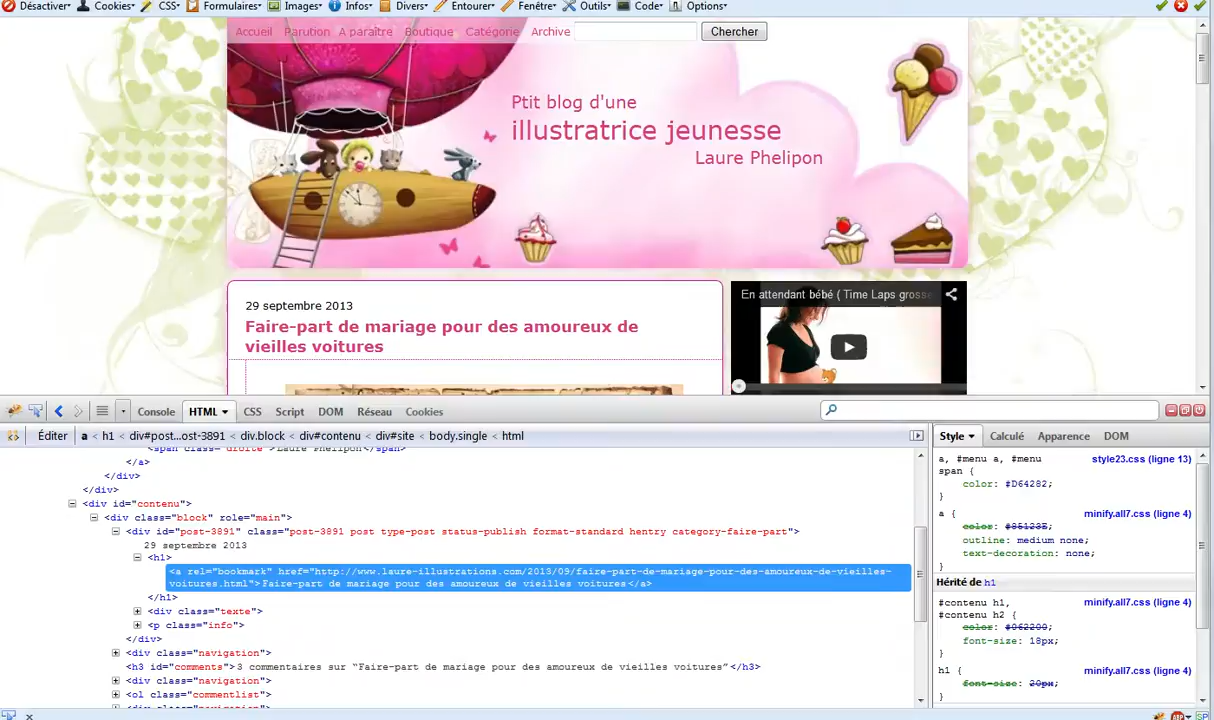 Désactiver▾ Cookies▾ CSS▾ Formulaires▾ Images▾ Infos▾ Divers▾ Entourer▾ Fenêtre▾ Outils▾ Code▾ Options▾
Accueil Parution A paraître Boutique Catégorie Archive Chercher
Ptit blog d'une
illustratrice jeunesse
Laure Phelipon
29 septembre 2013
Faire-part de mariage pour des amoureux de
vieilles voitures
En attendant bébé ( Time Laps grosse
Console HTML ▾ CSS Script DOM Réseau Cookies
Éditer a < h1 < div#post...ost-3891 < div.block < div#contenu < div#site < body.single < html
<span class="droite">Laure Phelipon</span>
</a>
</div>
</div>
<div id="contenu">
<div class="block" role="main">
<div id="post-3891" class="post-3891 post type-post status-publish format-standard hentry category-faire-part">
29 septembre 2013
<h1>
<a rel="bookmark" href="http://www.laure-illustrations.com/2013/09/faire-part-de-mariage-pour-des-amoureux-de-vieilles-
voitures.html">Faire-part de mariage pour des amoureux de vieilles voitures</a>
</h1>
<div class="texte">
<p class="info">
</div>
<div class="navigation">
<h3 id="comments">3 commentaires sur “Faire-part de mariage pour des amoureux de vieilles voitures”</h3>
<div class="navigation">
<ol class="commentlist">
Style ▾ Calculé Apparence DOM
a, #menu a, #menu style23.css (ligne 13)
span {
color: #D64282;
}
a { minify.all7.css (ligne 4)
color: #85123E;
outline: medium none;
text-decoration: none;
}
Hérité de h1
#contenu h1, minify.all7.css (ligne 4)
#contenu h2 {
color: #062200;
font-size: 18px;
}
h1 { minify.all7.css (ligne 4)
font-size: 20px;
}
ABP SP